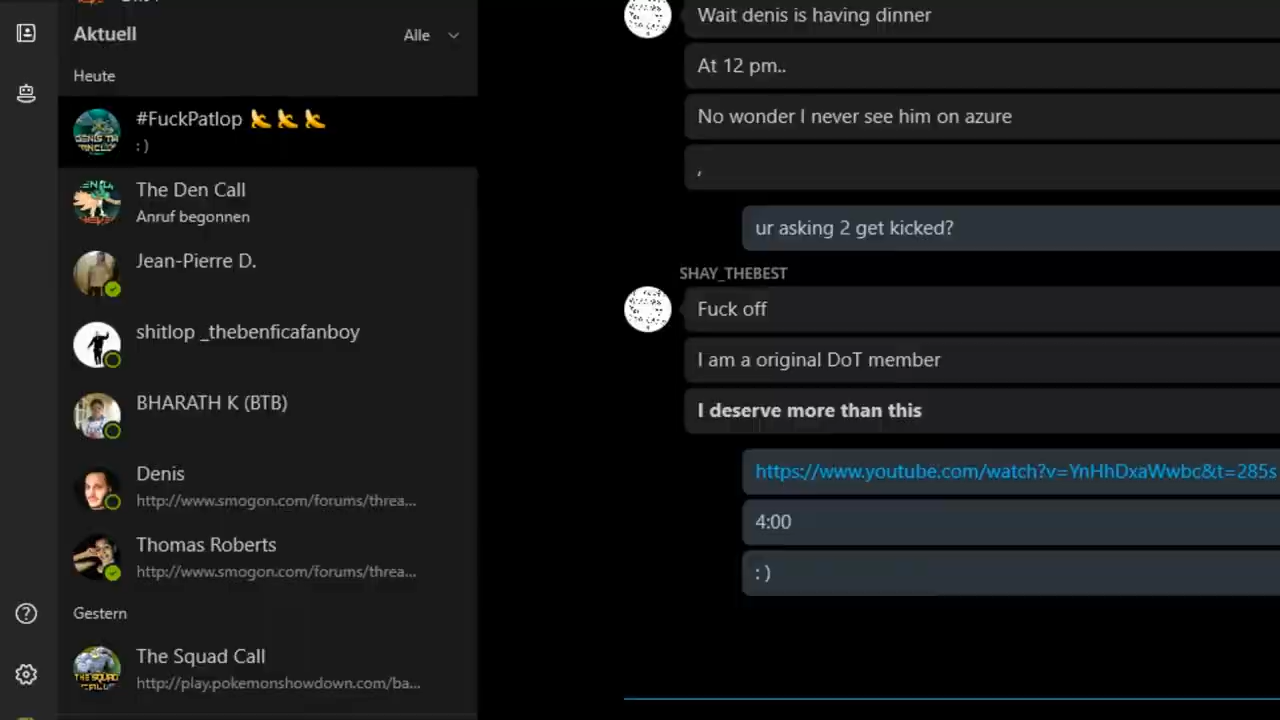 Aktuell
Alle
Heute
#FuckPatlop
: )
The Den Call
Anruf begonnen
Jean-Pierre D.
shitlop _thebenficafanboy
BHARATH K (BTB)
Denis
http://www.smogon.com/forums/threa...
Thomas Roberts
http://www.smogon.com/forums/threa...
Gestern
The Squad Call
http://play.pokemonshowdown.com/ba...
Wait denis is having dinner
At 12 pm..
No wonder I never see him on azure
,
ur asking 2 get kicked?
SHAY_THEBEST
Fuck off
I am a original DoT member
I deserve more than this
https://www.youtube.com/watch?v=YnHhDxaWwbc&t=285s
4:00
: )